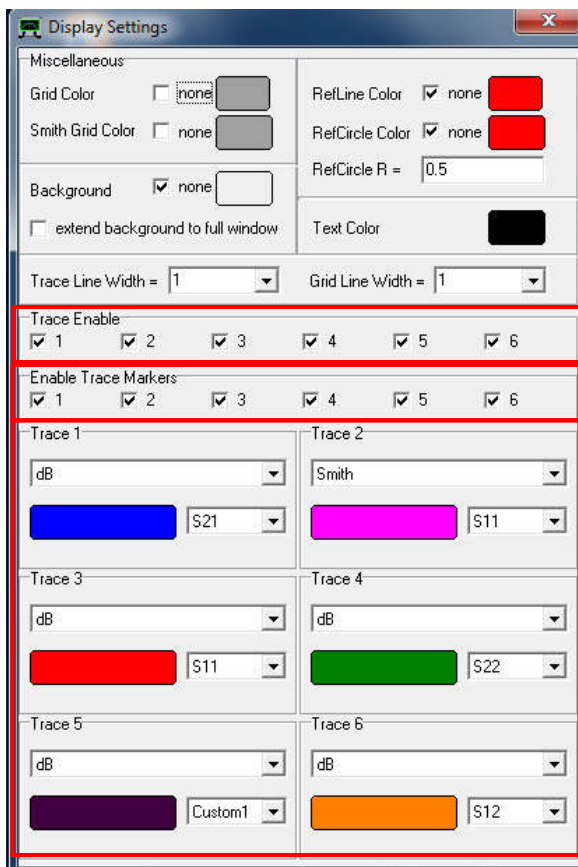 Display Settings
x
Miscellaneous
Grid Color none
RefLine Color none
Smith Grid Color none
RefCircle Color none
RefCircle R = 0.5
Background none
extend background to full window
Text Color
Trace Line Width = 1
Grid Line Width = 1
Trace Enable
1 2 3 4 5 6
Enable Trace Markers
1 2 3 4 5 6
Trace 1
Trace 2
dB
Smith
S21
S11
Trace 3
Trace 4
dB
dB
S11
S22
Trace 5
Trace 6
dB
dB
Custom1
S12